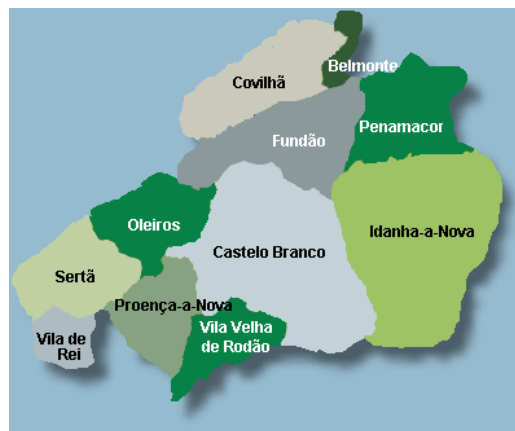 Belmonte
Covilhã
Penamacor
Fundão
Oleiros
Idanha-a-Nova
Castelo Branco
Sertã
Proença-a-Nova
Vila Velha
de Rodão
Vila de
Rei